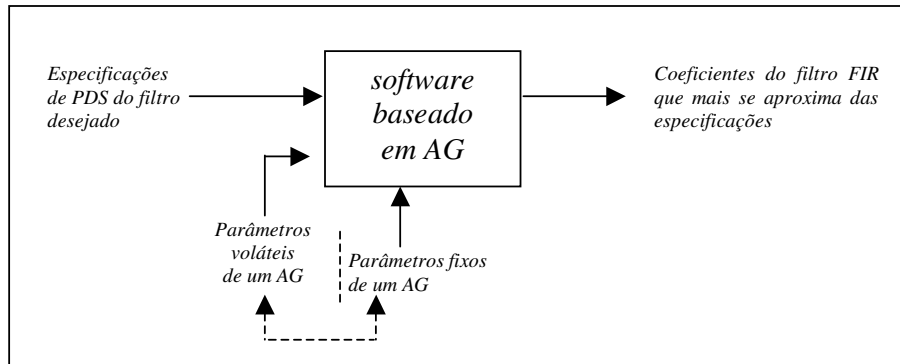 Especificações
de PDS do filtro
desejado
software
baseado
em AG
Coeficientes do filtro FIR
que mais se aproxima das
especificações
Parâmetros
voláteis
de um AG
Parâmetros fixos
de um AG